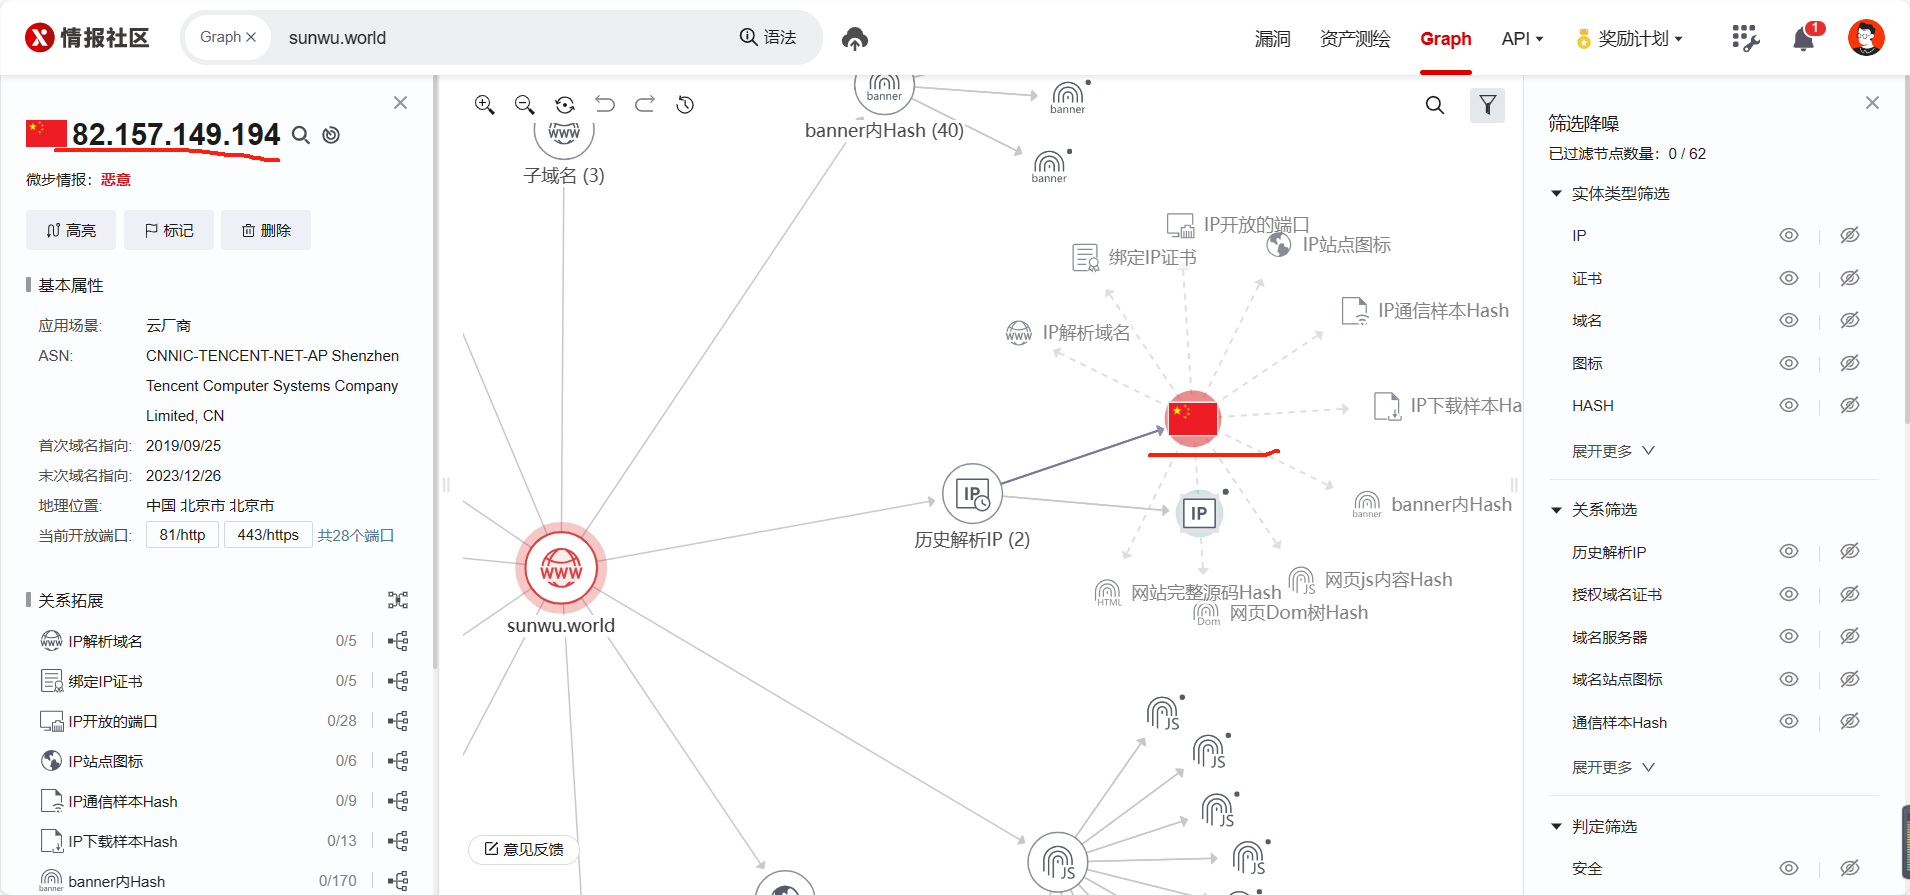 情报社区
Graph ×
sunwu.world
语法
漏洞
资产测绘
Graph
API
奖励计划
1
82.157.149.194
微步情报: 恶意
高亮
标记
删除
基本属性
应用场景: 云厂商
ASN: CNNIC-TENCENT-NET-AP Shenzhen
Tencent Computer Systems Company
Limited, CN
首次域名指向: 2019/09/25
末次域名指向: 2023/12/26
地理位置: 中国 北京市 北京市
当前开放端口: 81/http 443/https 共28个端口
关系拓展
IP解析域名 0/5
绑定IP证书 0/5
IP开放的端口 0/28
IP站点图标 0/6
IP通信样本Hash 0/9
IP下载样本Hash 0/13
banner内Hash 0/170
www
子域名 (3)
banner
banner内Hash (40)
banner
banner
IP开放的端口
IP站点图标
绑定IP证书
IP通信样本Hash
www IP解析域名
IP下载样本Ha
IP
历史解析IP (2)
IP
banner
banner内Hash
WWW
sunwu.world
HTML
网站完整源码Hash
JS
网页js内容Hash
Dom
网页Dom树Hash
JS
JS
JS
JS
JS
意见反馈
筛选降噪
已过滤节点数量: 0 / 62
实体类型筛选
IP
证书
域名
图标
HASH
展开更多
关系筛选
历史解析IP
授权域名证书
域名服务器
域名站点图标
通信样本Hash
展开更多
判定筛选
安全